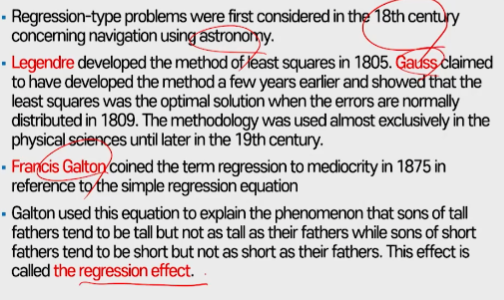 ▪ Regression-type problems were first considered in the 18th century
concerning navigation using astronomy.
▪ Legendre developed the method of least squares in 1805. Gauss claimed
to have developed the method a few years earlier and showed that the
least squares was the optimal solution when the errors are normally
distributed in 1809. The methodology was used almost exclusively in the
physical sciences until later in the 19th century.
▪ Francis Galton coined the term regression to mediocrity in 1875 in
reference to the simple regression equation
▪ Galton used this equation to explain the phenomenon that sons of tall
fathers tend to be tall but not as tall as their fathers while sons of short
fathers tend to be short but not as short as their fathers. This effect is
called the regression effect.